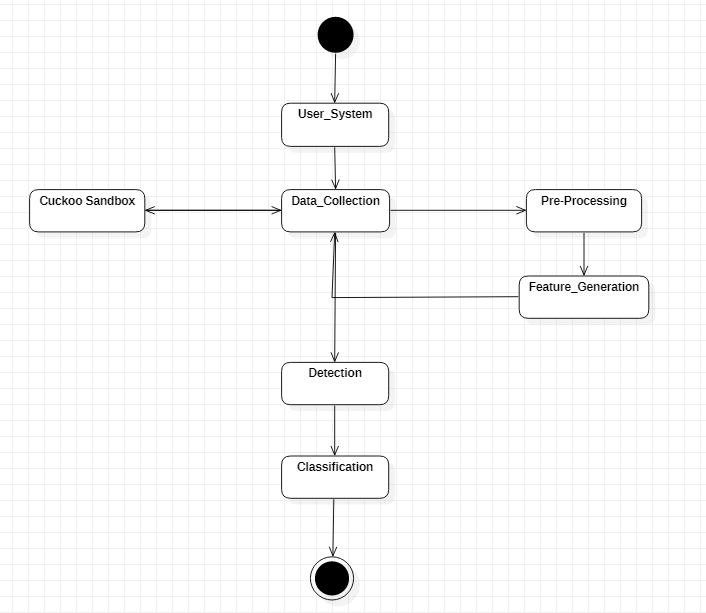 User_System
Cuckoo Sandbox
Data_Collection
Pre-Processing
Feature_Generation
Detection
Classification